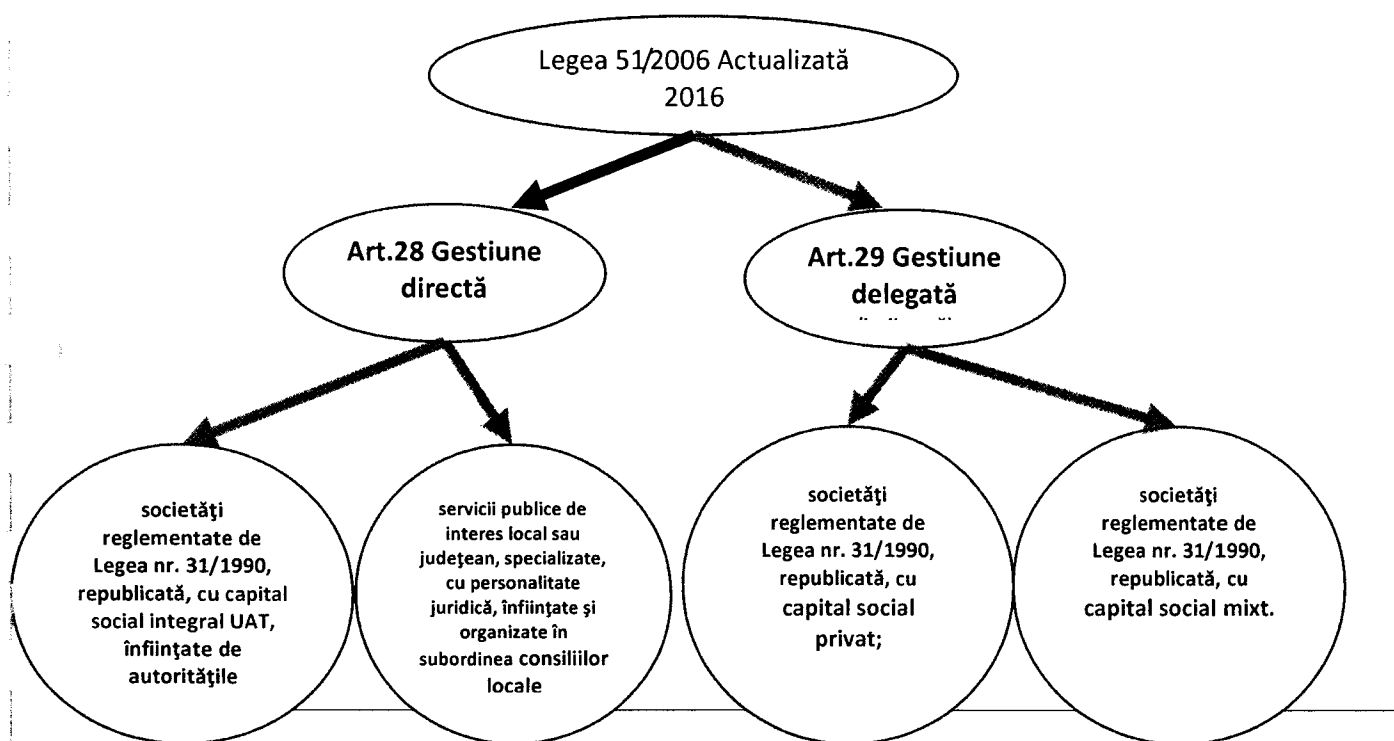 Legea 51/2006 Actualizată
2016
Art.28 Gestiune
directă
Art.29 Gestiune
delegată
societăţi
reglementate de
Legea nr. 31/1990,
republicată, cu capital
social integral UAT,
înfiinţate de
autorităţile
servicii publice de
interes local sau
judeţean, specializate,
cu personalitate
juridică, înfiinţate şi
organizate în
subordinea consiliilor
locale
societăţi
reglementate de
Legea nr. 31/1990,
republicată, cu
capital social
privat;
societăţi
reglementate de
Legea nr. 31/1990,
republicată, cu
capital social mixt.